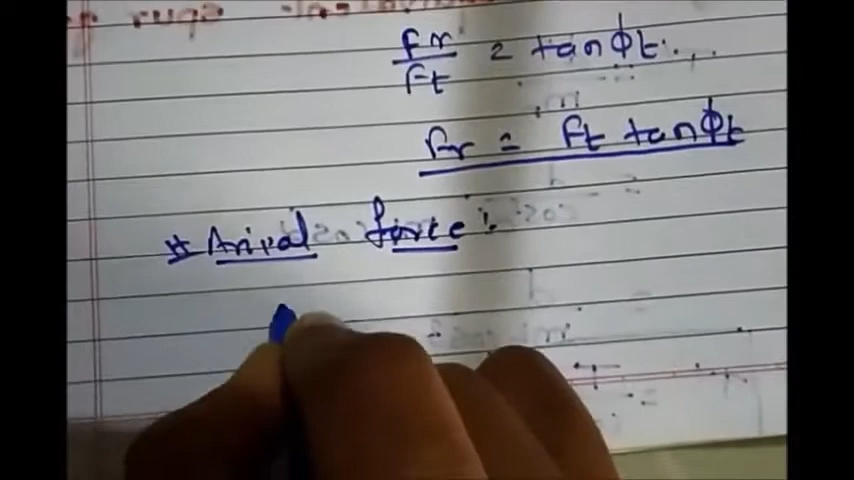 Fr/Ft = tanϕt
Fr = Ft tanϕt
* Axial force :